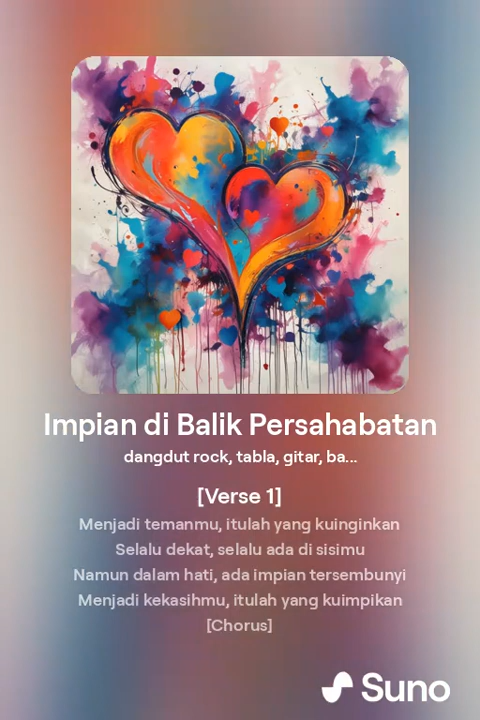 Impian di Balik Persahabatan
dangdut rock, tabla, gitar, ba...
[Verse 1]
Menjadi temanmu, itulah yang kuinginkan
Selalu dekat, selalu ada di sisimu
Namun dalam hati, ada impian tersembunyi
Menjadi kekasihmu, itulah yang kuimpikan
[Chorus]
Suno